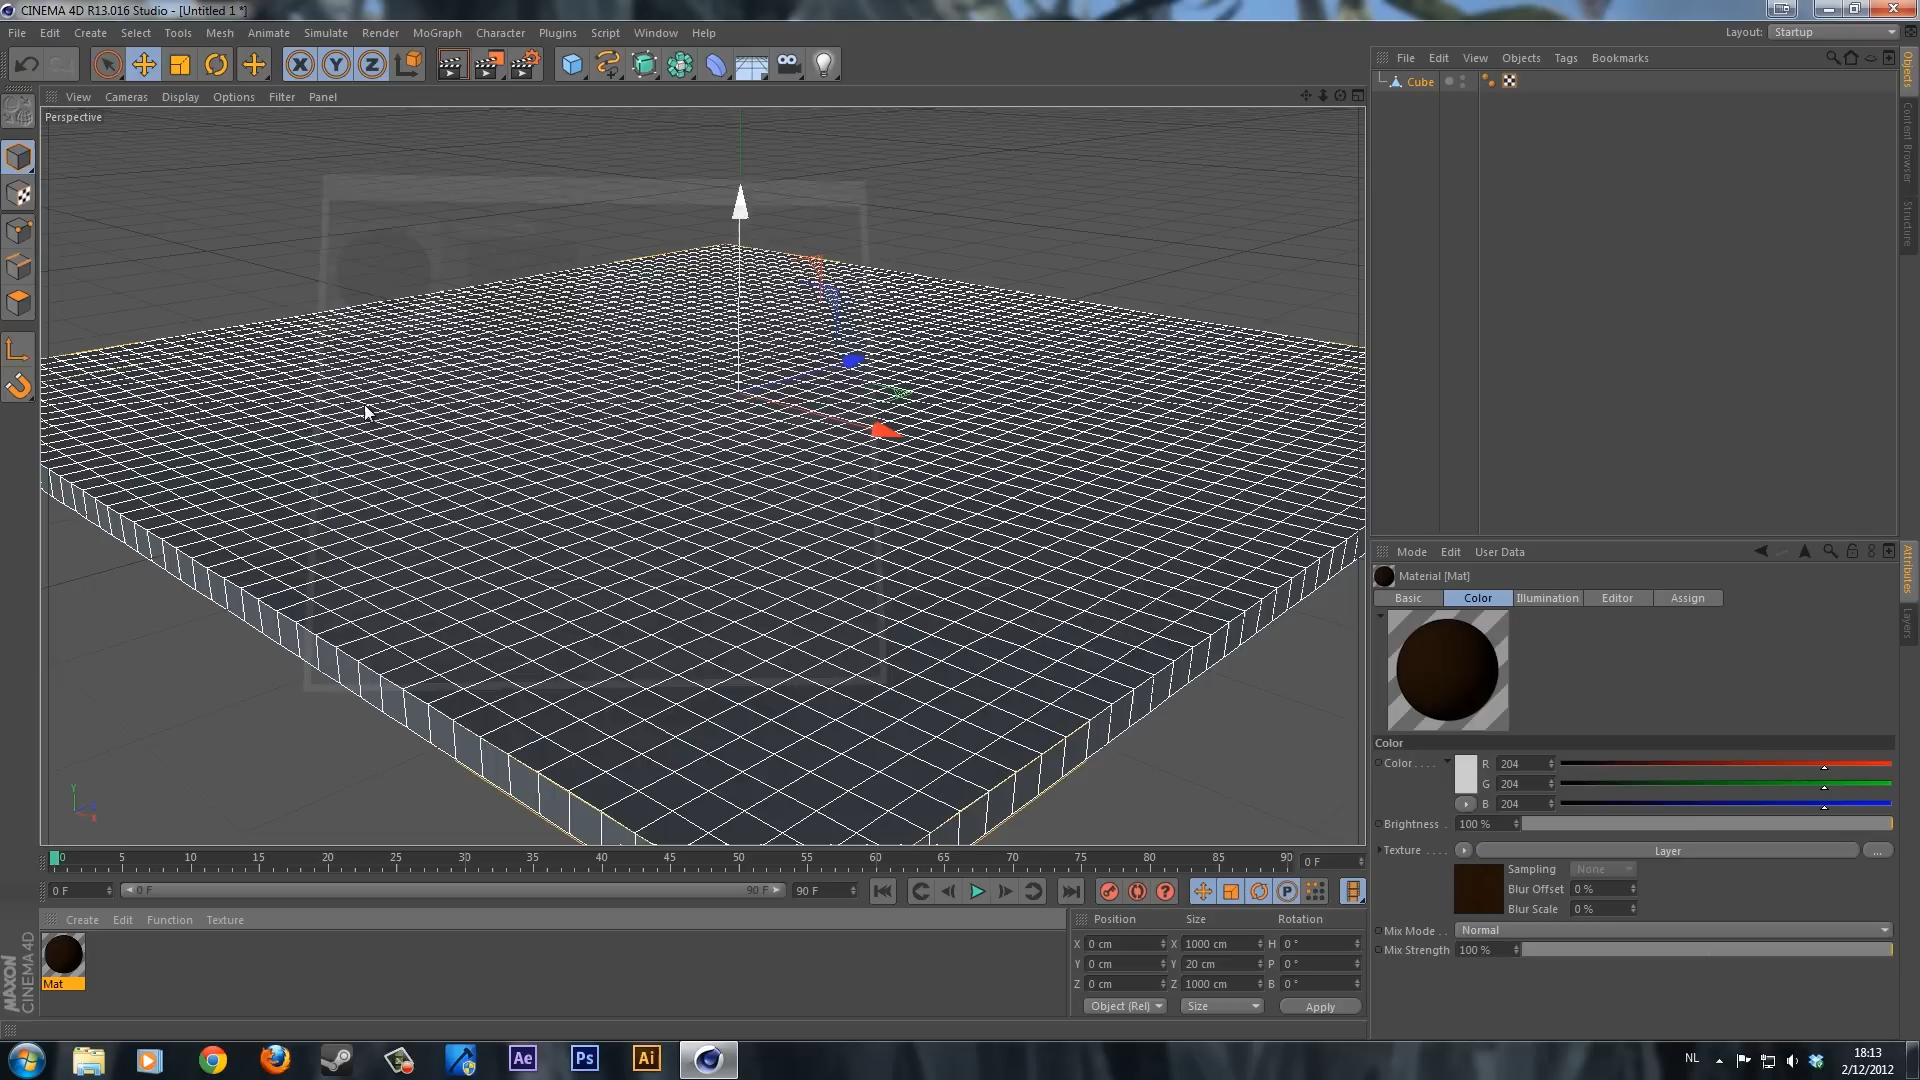 CINEMA 4D R13.016 Studio - [Untitled 1 *]
File Edit Create Select Tools Mesh Animate Simulate Render MoGraph Character Plugins Script Window Help
Layout: Startup
X Y Z
View Cameras Display Options Filter Panel
Perspective
Y
File Edit View Objects Tags Bookmarks
Cube
Objects
Content Browser
Structure
Mode Edit User Data
Attributes
Layers
Material [Mat]
Basic Color Illumination Editor Assign
Color
Color . . . . R 204
G 204
B 204
Brightness . 100 %
Texture . . . . Layer ...
Sampling None
Blur Offset 0 %
Blur Scale 0 %
Mix Mode . . Normal
Mix Strength 100 %
0 5 10 15 20 25 30 35 40 45 50 55 60 65 70 75 80 85 90 0 F
0 F 0 F 90 F 90 F
P
Create Edit Function Texture
Mat
Position Size Rotation
X 0 cm X 1000 cm H 0 °
Y 0 cm Y 20 cm P 0 °
Z 0 cm Z 1000 cm B 0 °
Object (Rel) Size Apply
MAXON
CINEMA 4D
Ae Ps Ai
NL
18:13
2/12/2012